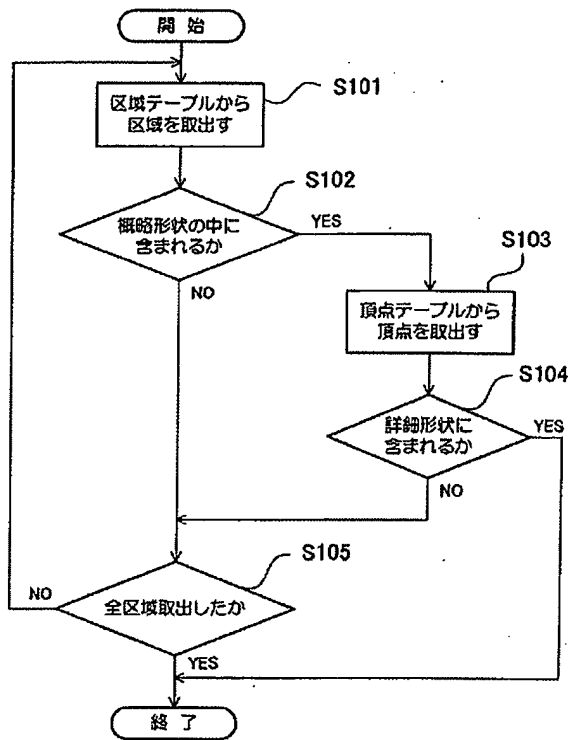 開始
S101
区域テーブルから
区域を取出す
S102
概略形状の中に
含まれるか
YES
NO
S103
頂点テーブルから
頂点を取出す
S104
詳細形状に
含まれるか
YES
NO
S105
全区域取出したか
NO
YES
終了